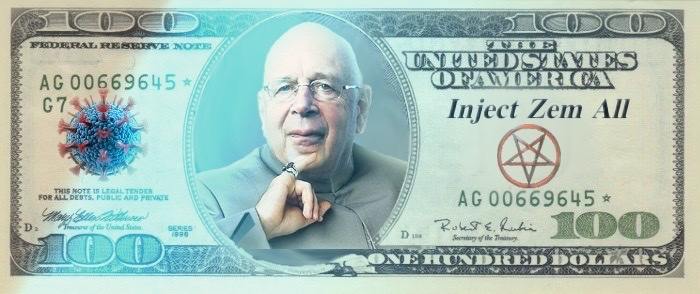 100 100
FEDERAL RESERVE NOTE
THE
UNITED STATES
OF AMERICA
AG 00669645 *
G7
Inject Zem All
THIS NOTE IS LEGAL TENDER
FOR ALL DEBTS, PUBLIC AND PRIVATE
AG 00669645 *
Treasurer of the United States.
SERIES
1996
D
D
Robert E. Rubin
Secretary of the Treasury.
100
100
ONE HUNDRED DOLLARS